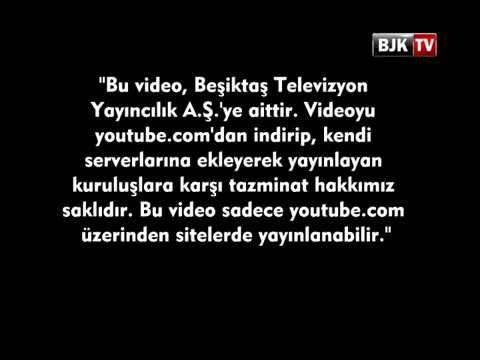 BJK TV
"Bu video, Beşiktaş Televizyon
Yayıncılık A.Ş.'ye aittir. Videoyu
youtube.com'dan indirip, kendi
serverlarına ekleyerek yayınlayan
kuruluşlara karşı tazminat hakkımız
saklıdır. Bu video sadece youtube.com
üzerinden sitelerde yayınlanabilir."